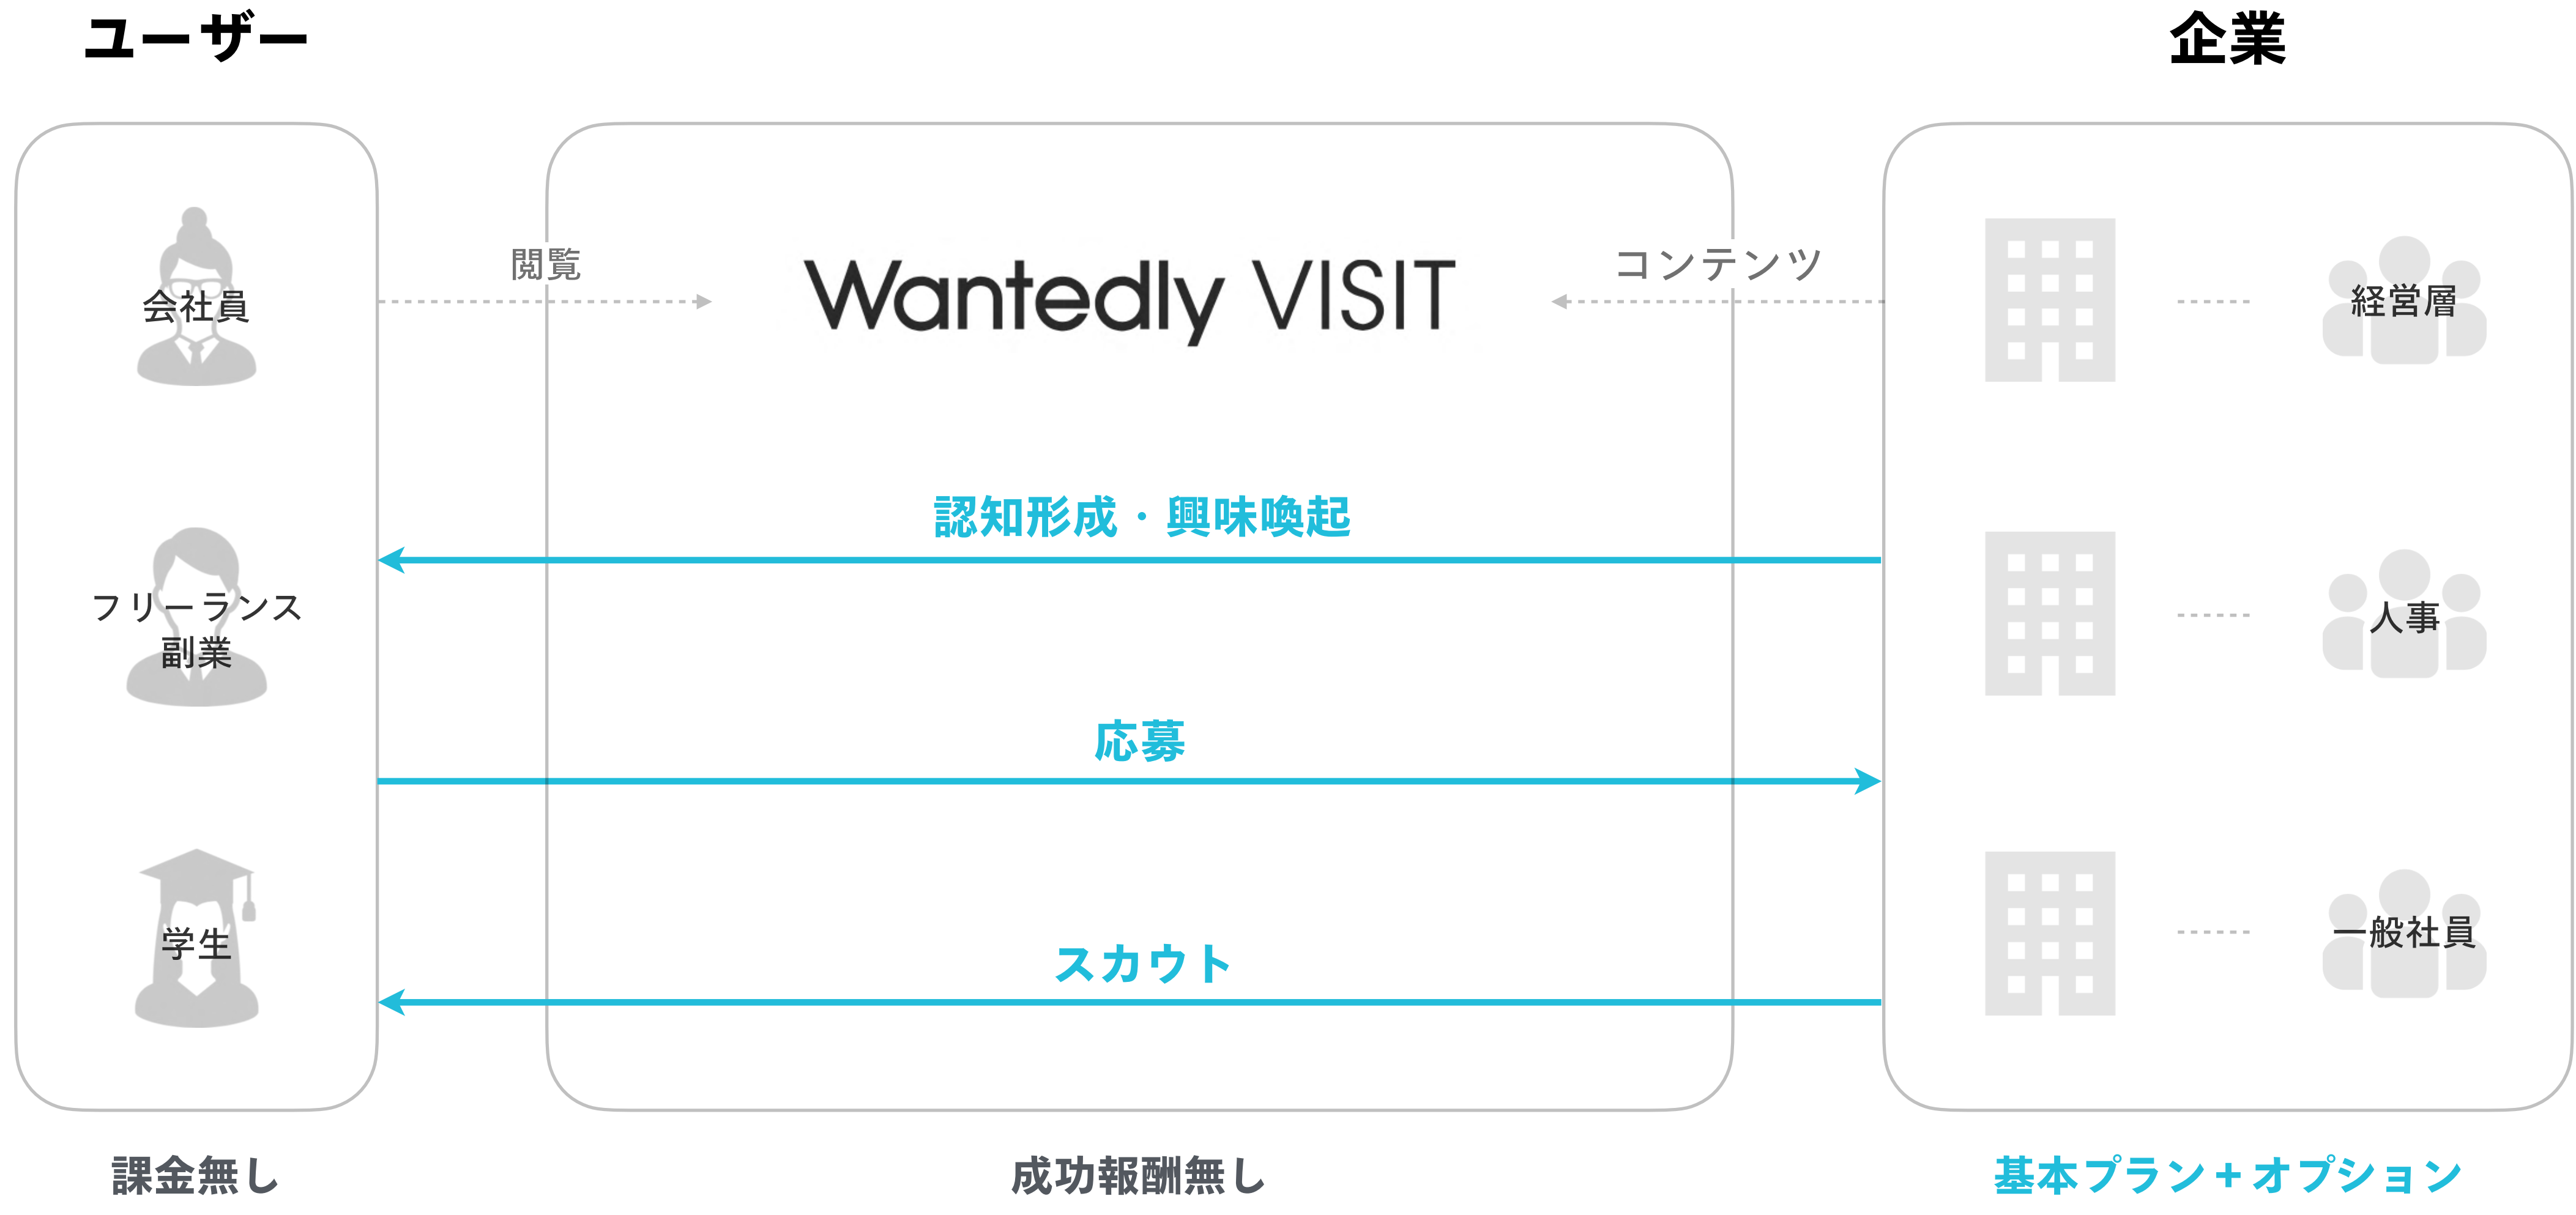 ユーザー
企業
会社員
閲覧
Wantedly VISIT
コンテンツ
経営層
認知形成・興味喚起
フリーランス
副業
人事
応募
学生
スカウト
一般社員
課金無し
成功報酬無し
基本プラン+オプション